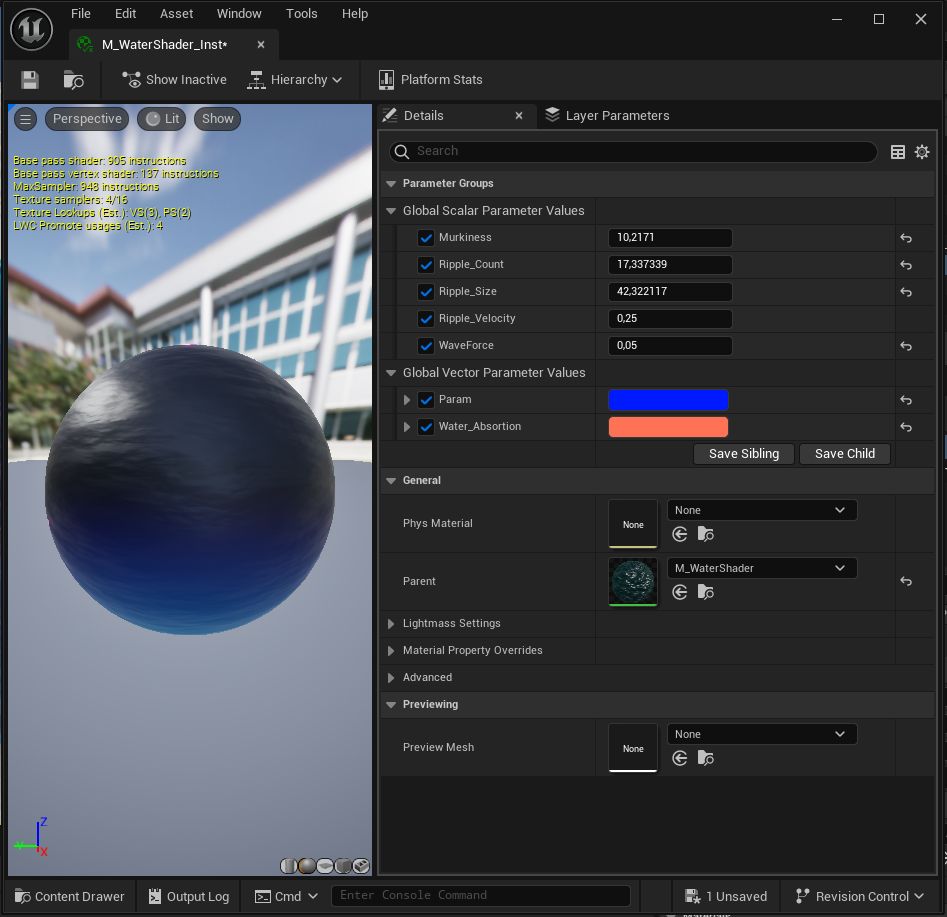 File Edit Asset Window Tools Help
M_WaterShader_Inst*
Show Inactive Hierarchy Platform Stats
Perspective Lit Show
Base pass shader: 905 instructions
Base pass vertex shader: 137 instructions
MaxSampler: 948 instructions
Texture samplers: 4/16
Texture Lookups (Est.): VS(3), PS(2)
LWC Promote usages (Est.): 4
Z
Y
X
Details Layer Parameters
Search
Parameter Groups
Global Scalar Parameter Values
Murkiness 10,2171
Ripple_Count 17,337339
Ripple_Size 42,322117
Ripple_Velocity 0,25
WaveForce 0,05
Global Vector Parameter Values
Param
Water_Absortion
Save Sibling Save Child
General
Phys Material None None
Parent M_WaterShader
Lightmass Settings
Material Property Overrides
Advanced
Previewing
Preview Mesh None None
Content Drawer Output Log Cmd Enter Console Command 1 Unsaved Revision Control